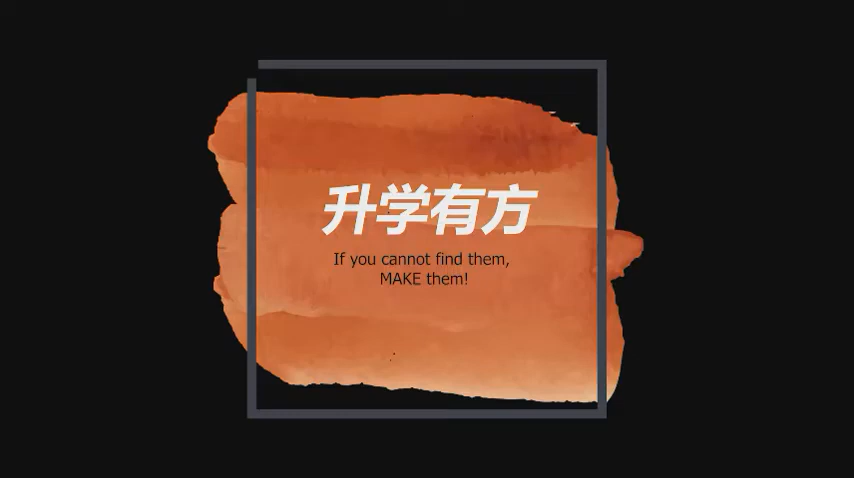 升学有方
If you cannot find them,
MAKE them!